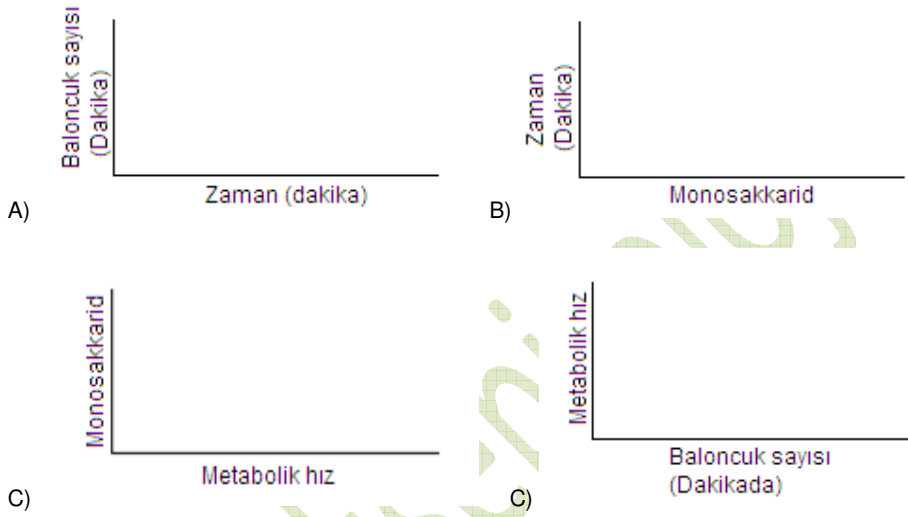 Baloncuk sayısı
(Dakika)
Zaman (dakika)
A)
Zaman
(Dakika)
Monosakkarid
B)
Monosakkarid
Metabolik hız
C)
Metabolik hız
Baloncuk sayısı
(Dakikada)
C)